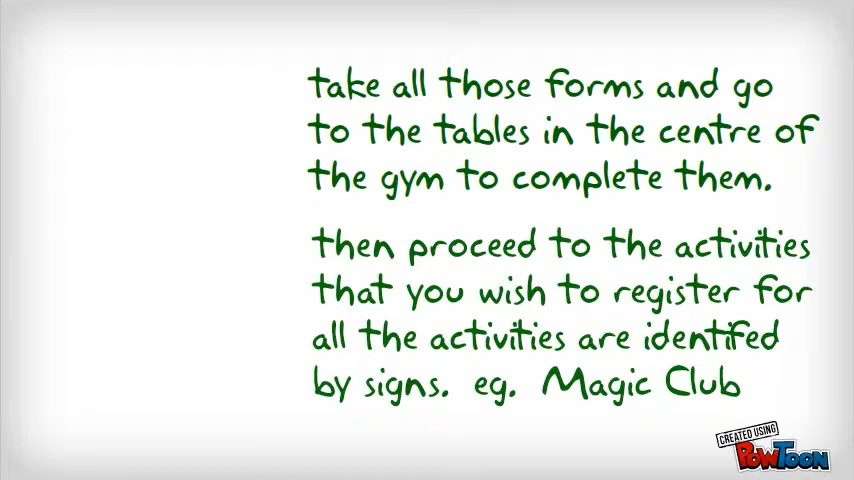 take all those forms and go
to the tables in the centre of
the gym to complete them.
then proceed to the activities
that you wish to register for
all the activities are identifed
by signs.  eg.  Magic Club
CREATED USING
POWTOON